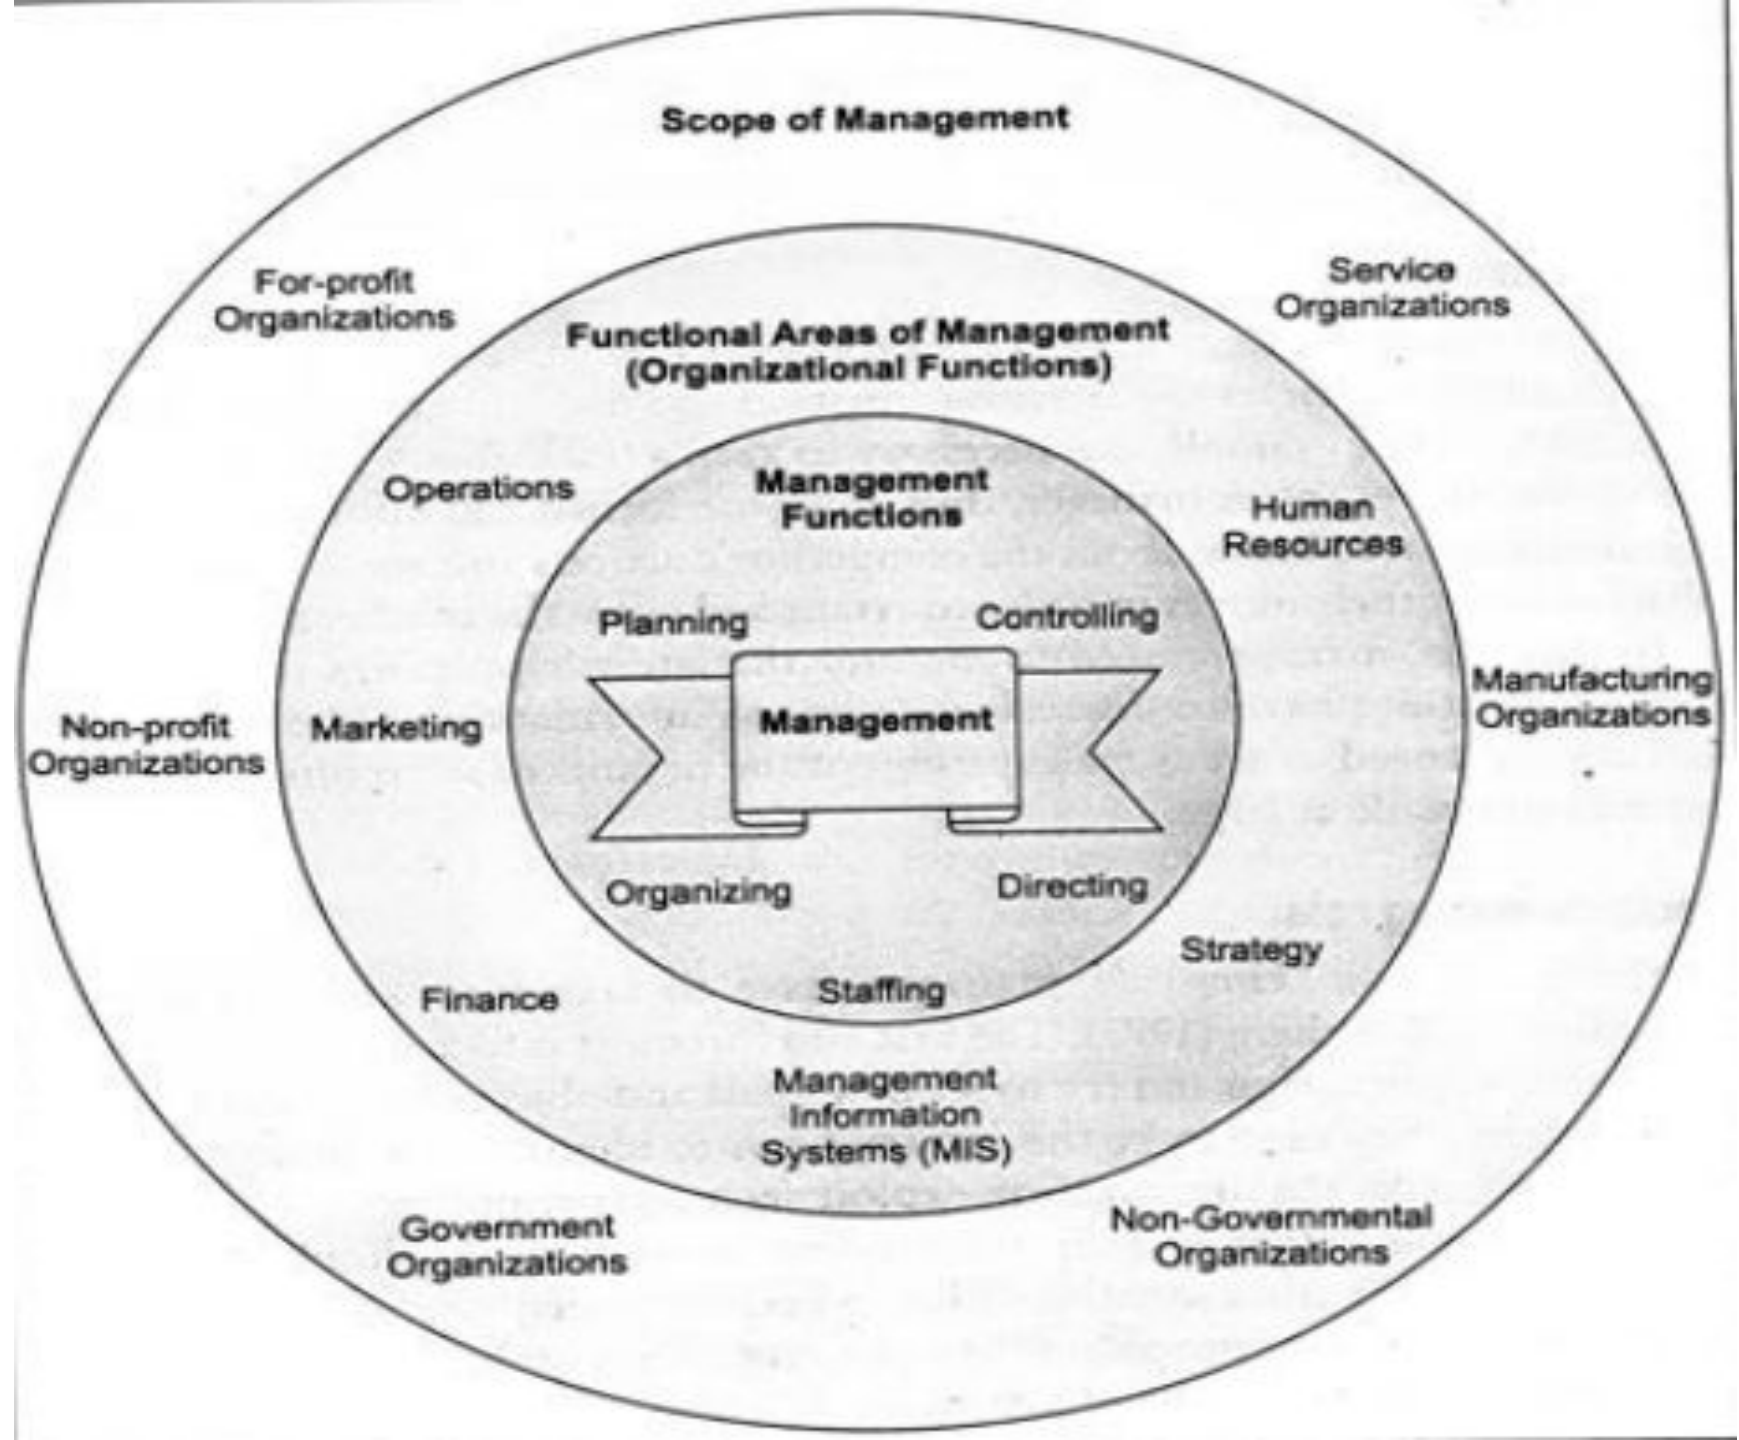 Scope of Management
For-profit
Organizations
Service
Organizations
Functional Areas of Management
(Organizational Functions)
Operations
Management
Functions
Human
Resources
Planning
Controlling
Non-profit
Organizations
Marketing
Management
Manufacturing
Organizations
Organizing
Directing
Strategy
Finance
Staffing
Management
Information
Systems (MIS)
Government
Organizations
Non-Governmental
Organizations